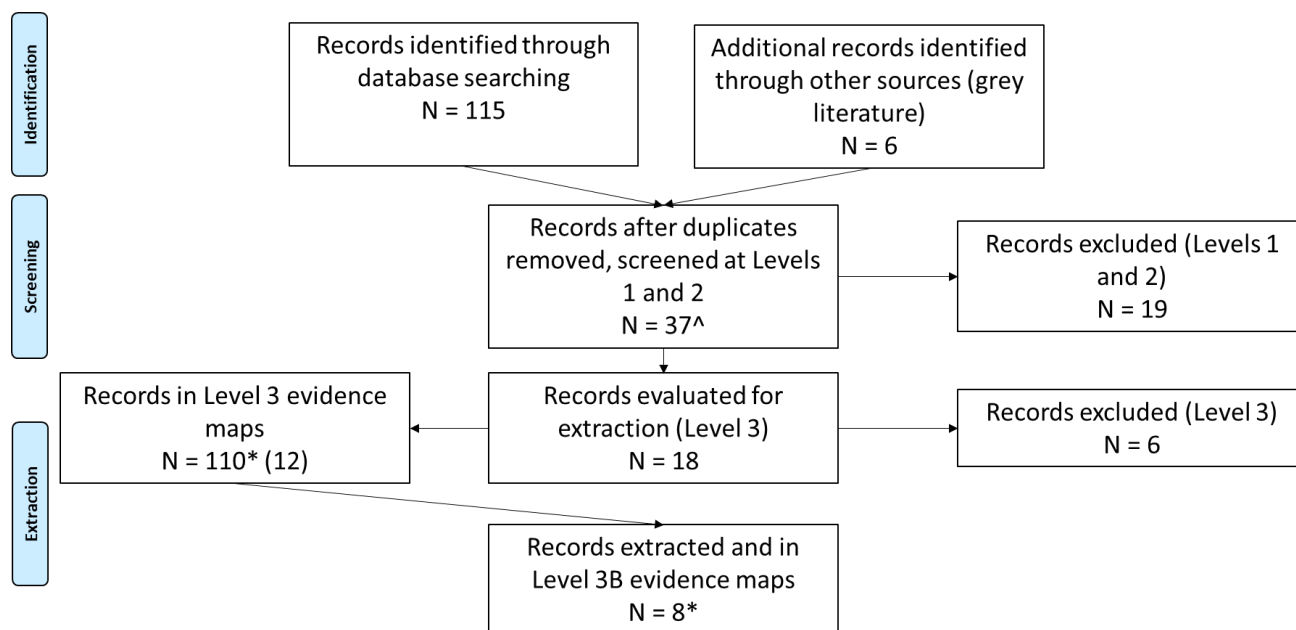 Identification
Records identified through
database searching
N = 115
Additional records identified
through other sources (grey
literature)
N = 6
Screening
Records after duplicates
removed, screened at Levels
1 and 2
N = 37^
Records excluded (Levels 1
and 2)
N = 19
Extraction
Records in Level 3 evidence
maps
N = 110* (12)
Records evaluated for
extraction (Level 3)
N = 18
Records excluded (Level 3)
N = 6
Records extracted and in
Level 3B evidence maps
N = 8*